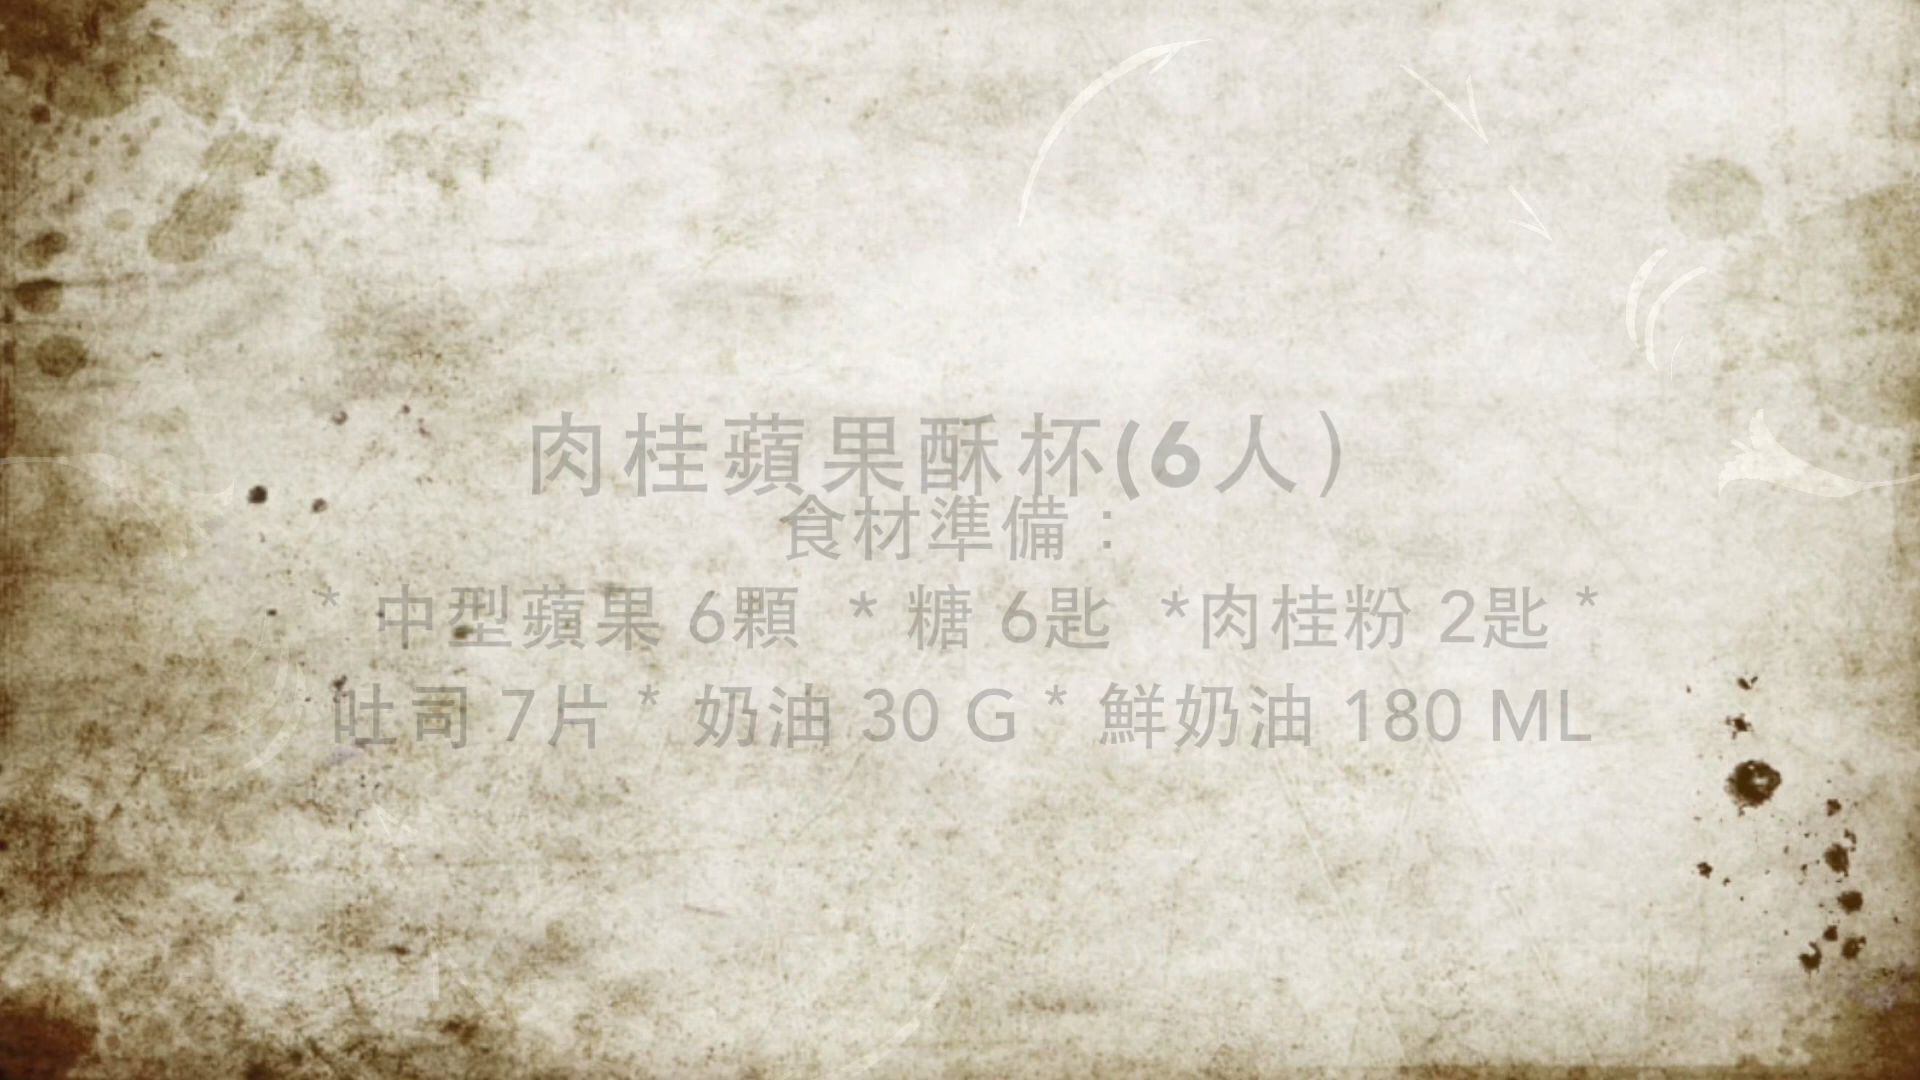 肉桂蘋果酥杯(6人)
食材準備：
* 中型蘋果 6顆 * 糖 6匙 *肉桂粉 2匙 *
吐司 7片 * 奶油 30 G * 鮮奶油 180 ML